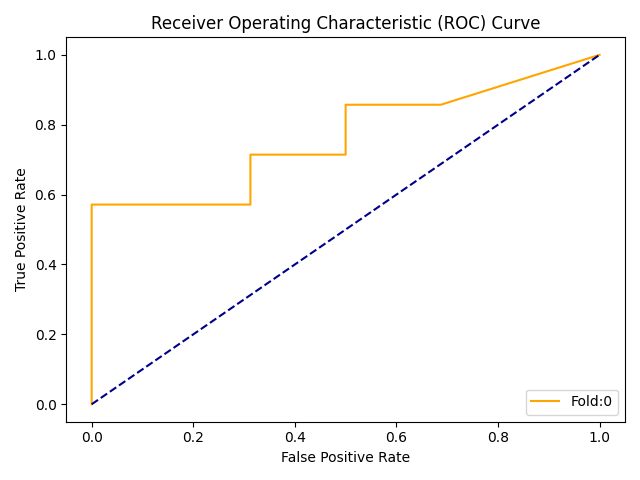 Receiver Operating Characteristic (ROC) Curve
1.0
0.8
0.6
0.4
0.2
0.0
True Positive Rate
Fold:0
0.0 0.2 0.4 0.6 0.8 1.0
False Positive Rate